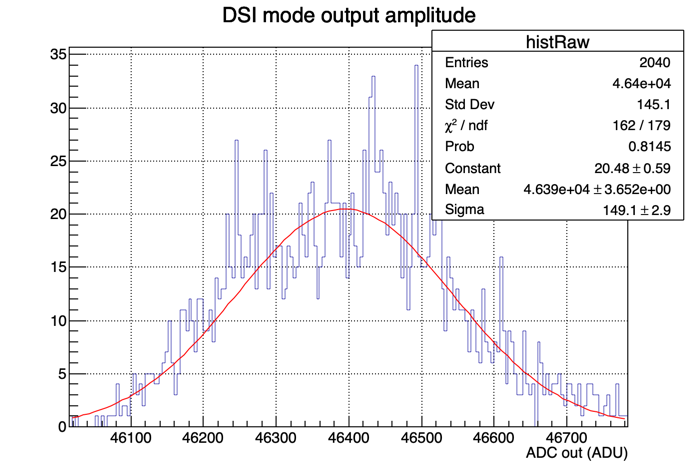 DSI mode output amplitude
histRaw
Entries 2040
Mean 4.64e+04
Std Dev 145.1
χ² / ndf 162 / 179
Prob 0.8145
Constant 20.48 ± 0.59
Mean 4.639e+04 ± 3.652e+00
Sigma 149.1 ± 2.9
35
30
25
20
15
10
5
0
46100 46200 46300 46400 46500 46600 46700
ADC out (ADU)